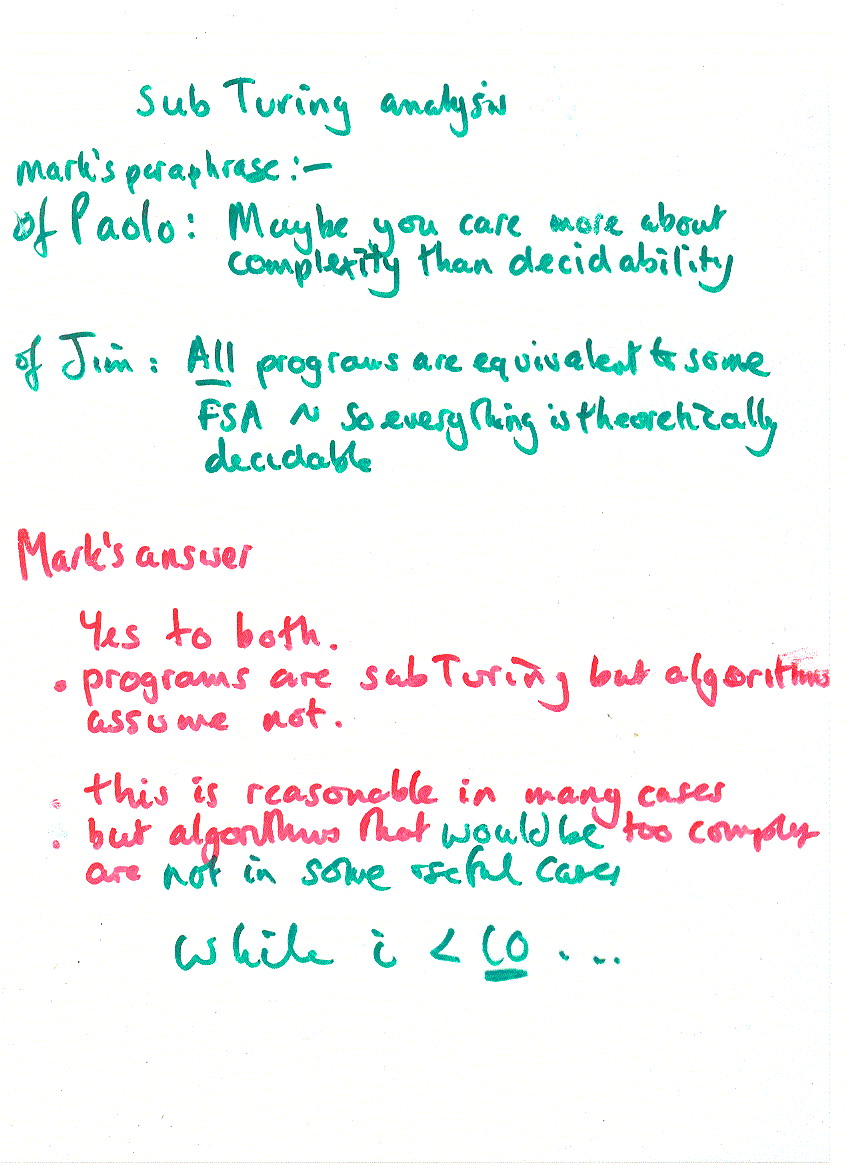 Sub Turing analysis
Mark's paraphrase:-
of Paolo: Maybe you care more about
complexity than decidability
of Jim: All programs are equivalent to some
FSA ~ so everything is theoretically
decidable
Mark's answer
Yes to both.
• programs are sub Turing but algorithms
assume not.
• this is reasonable in many cases
• but algorithms that would be too complex
are not in some useful cases
while i < 10 ...